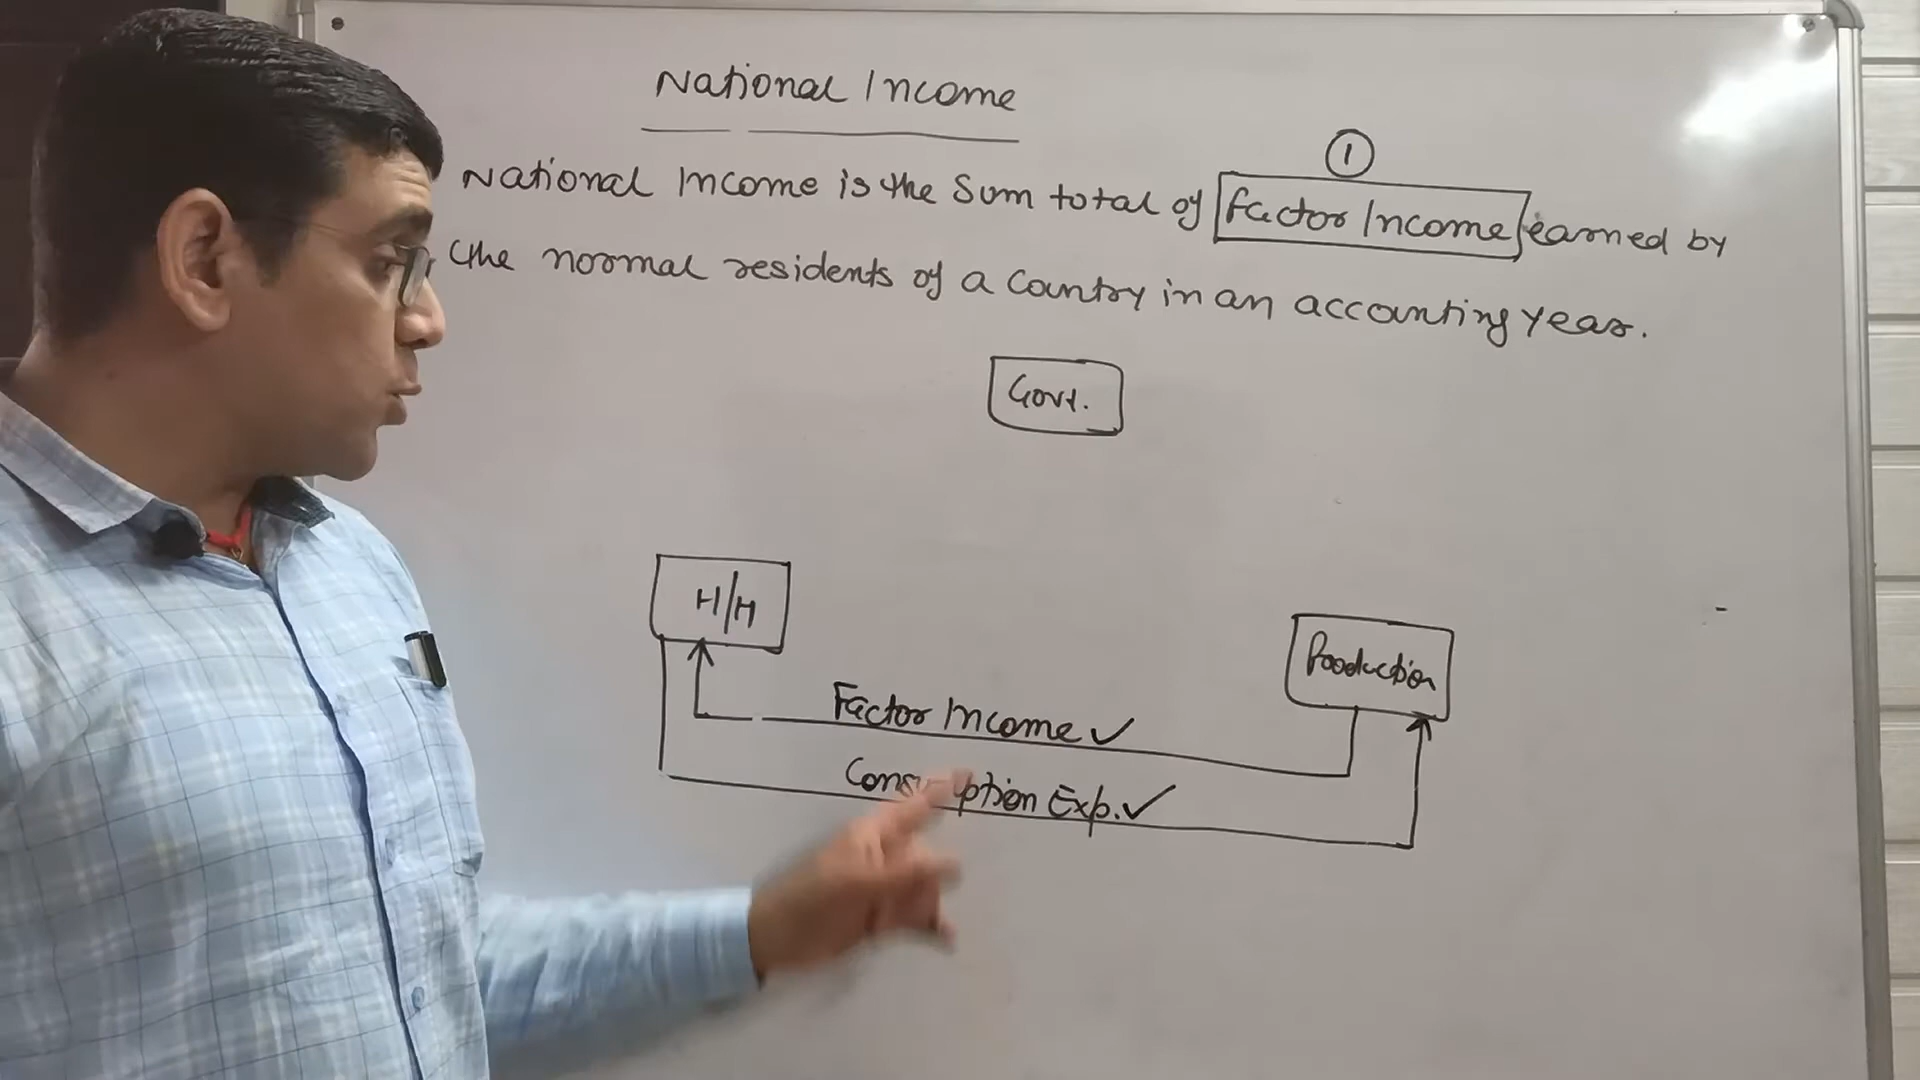 National Income
1
National Income is the Sum total of Factor Income earned by
the normal residents of a Country in an accounting year.
Govt.
H/H
Production
Factor Income ✓
Consumption Exp. ✓